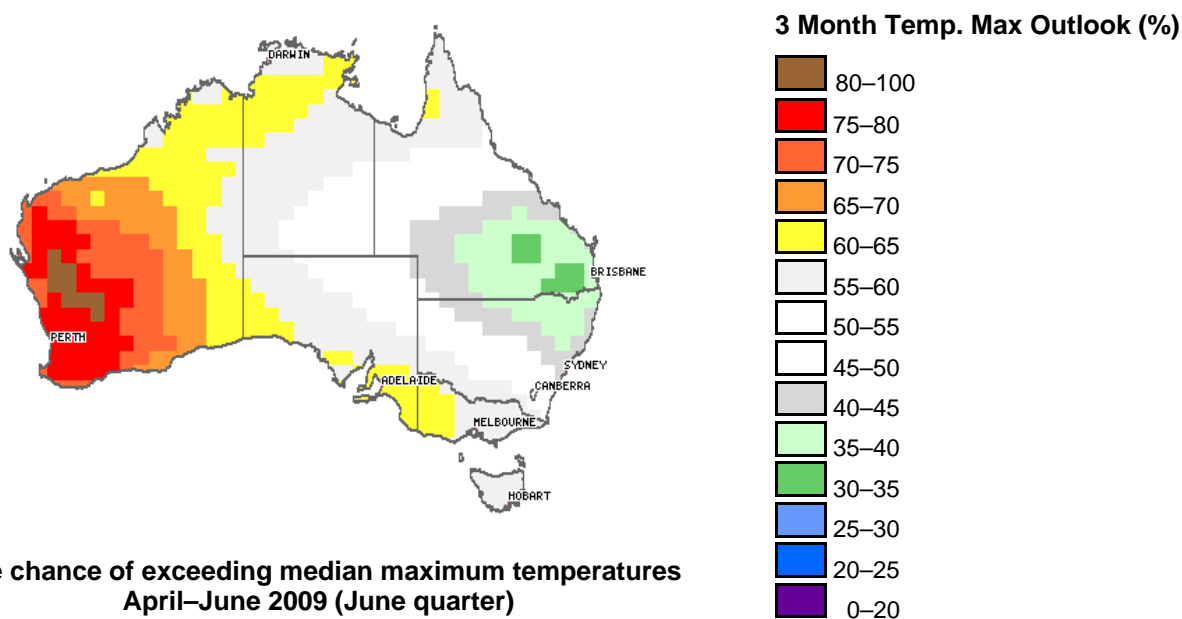 3 Month Temp. Max Outlook (%)
DARWIN
80–100
75–80
70–75
65–70
60–65
55–60
50–55
45–50
40–45
35–40
30–35
25–30
20–25
0–20
BRISBANE
PERTH
SYDNEY
ADELAIDE
CANBERRA
MELBOURNE
HOBART
e chance of exceeding median maximum temperatures
April–June 2009 (June quarter)